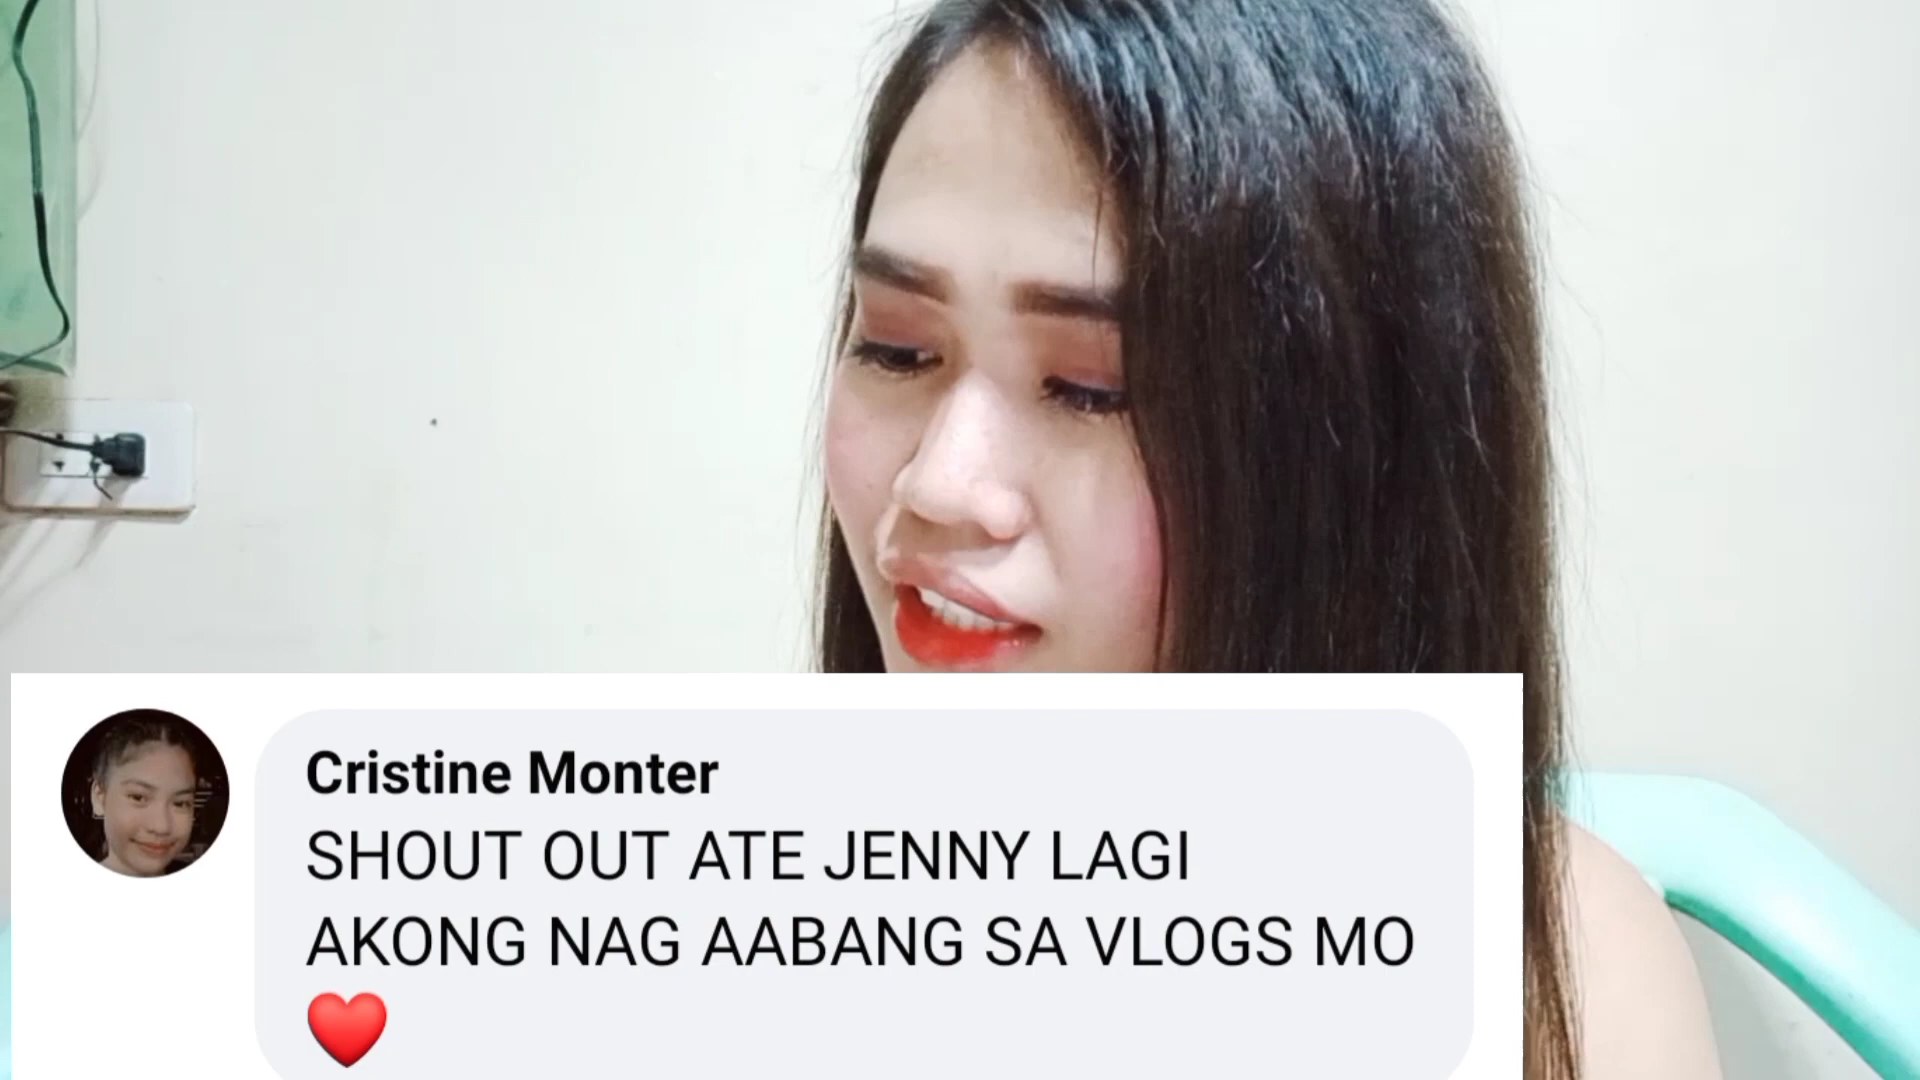 Cristine Monter
SHOUT OUT ATE JENNY LAGI
AKONG NAG AABANG SA VLOGS MO
❤️